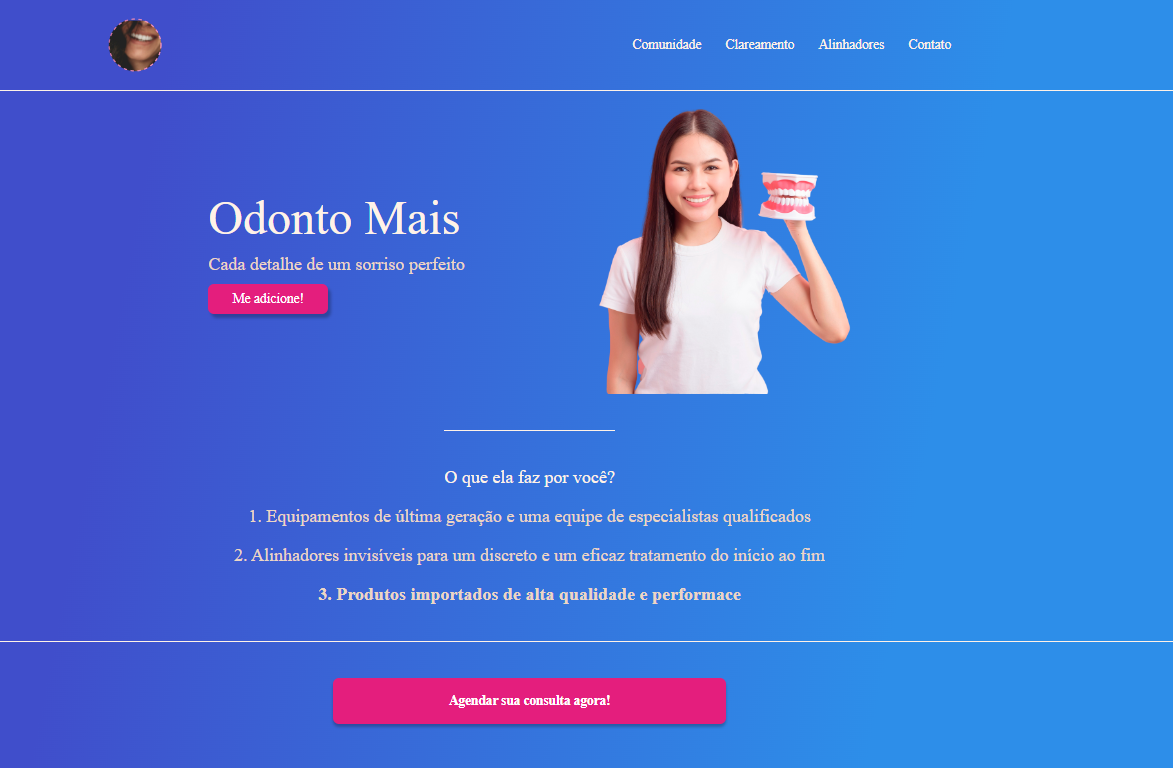 Comunidade Clareamento Alinhadores Contato
Odonto Mais
Cada detalhe de um sorriso perfeito
Me adicione!
O que ela faz por você?
1. Equipamentos de última geração e uma equipe de especialistas qualificados
2. Alinhadores invisíveis para um discreto e um eficaz tratamento do início ao fim
3. Produtos importados de alta qualidade e performace
Agendar sua consulta agora!